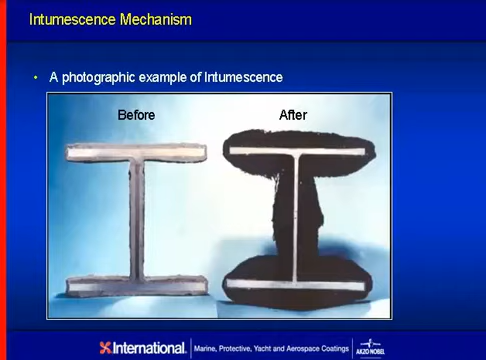 Intumescence Mechanism
• A photographic example of Intumescence
Before
After
International.
Marine, Protective, Yacht and Aerospace Coatings
AKZO NOBEL